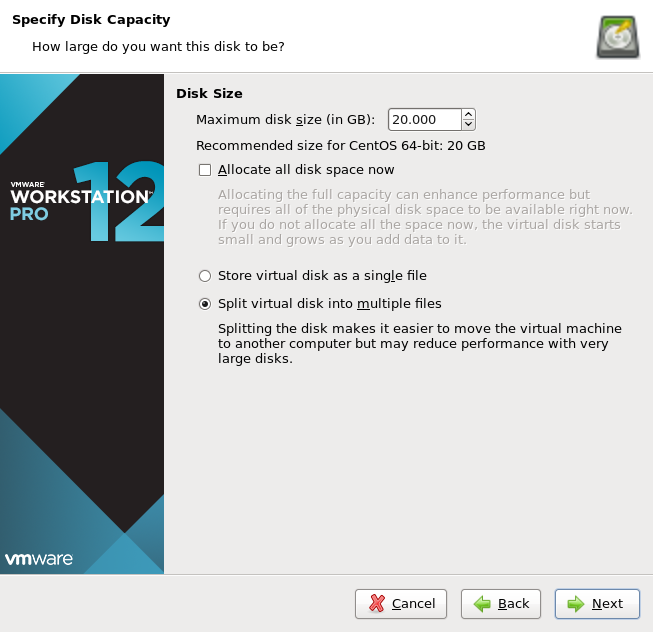 Specify Disk Capacity
How large do you want this disk to be?
VMWARE
WORKSTATION™
PRO 12
Disk Size
Maximum disk size (in GB): 20.000
Recommended size for CentOS 64-bit: 20 GB
Allocate all disk space now
Allocating the full capacity can enhance performance but
requires all of the physical disk space to be available right now.
If you do not allocate all the space now, the virtual disk starts
small and grows as you add data to it.
Store virtual disk as a single file
Split virtual disk into multiple files
Splitting the disk makes it easier to move the virtual machine
to another computer but may reduce performance with very
large disks.
vmware
Cancel Back Next